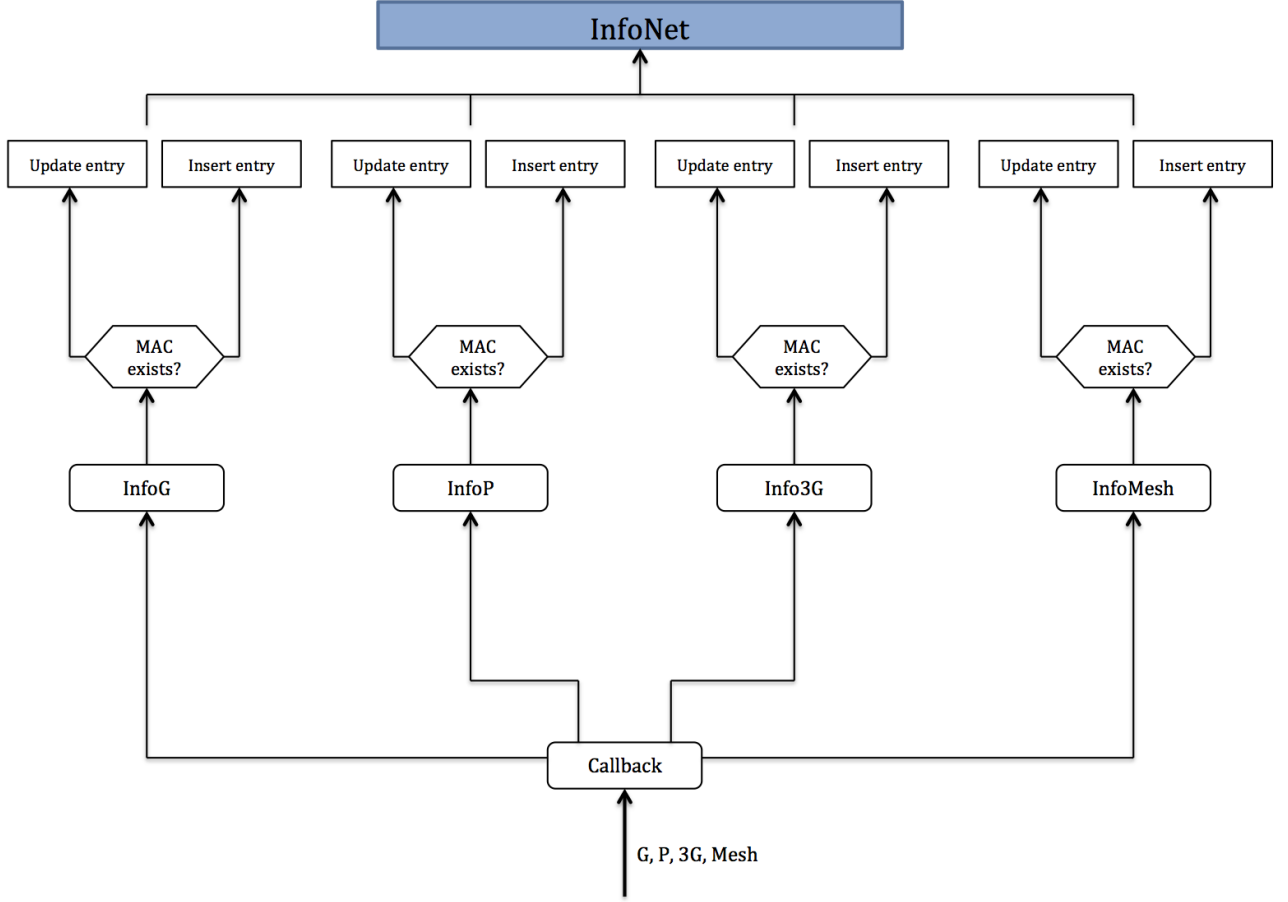 InfoNet
Update entry
Insert entry
Update entry
Insert entry
Update entry
Insert entry
Update entry
Insert entry
MAC
exists?
MAC
exists?
MAC
exists?
MAC
exists?
InfoG
InfoP
Info3G
InfoMesh
Callback
G, P, 3G, Mesh